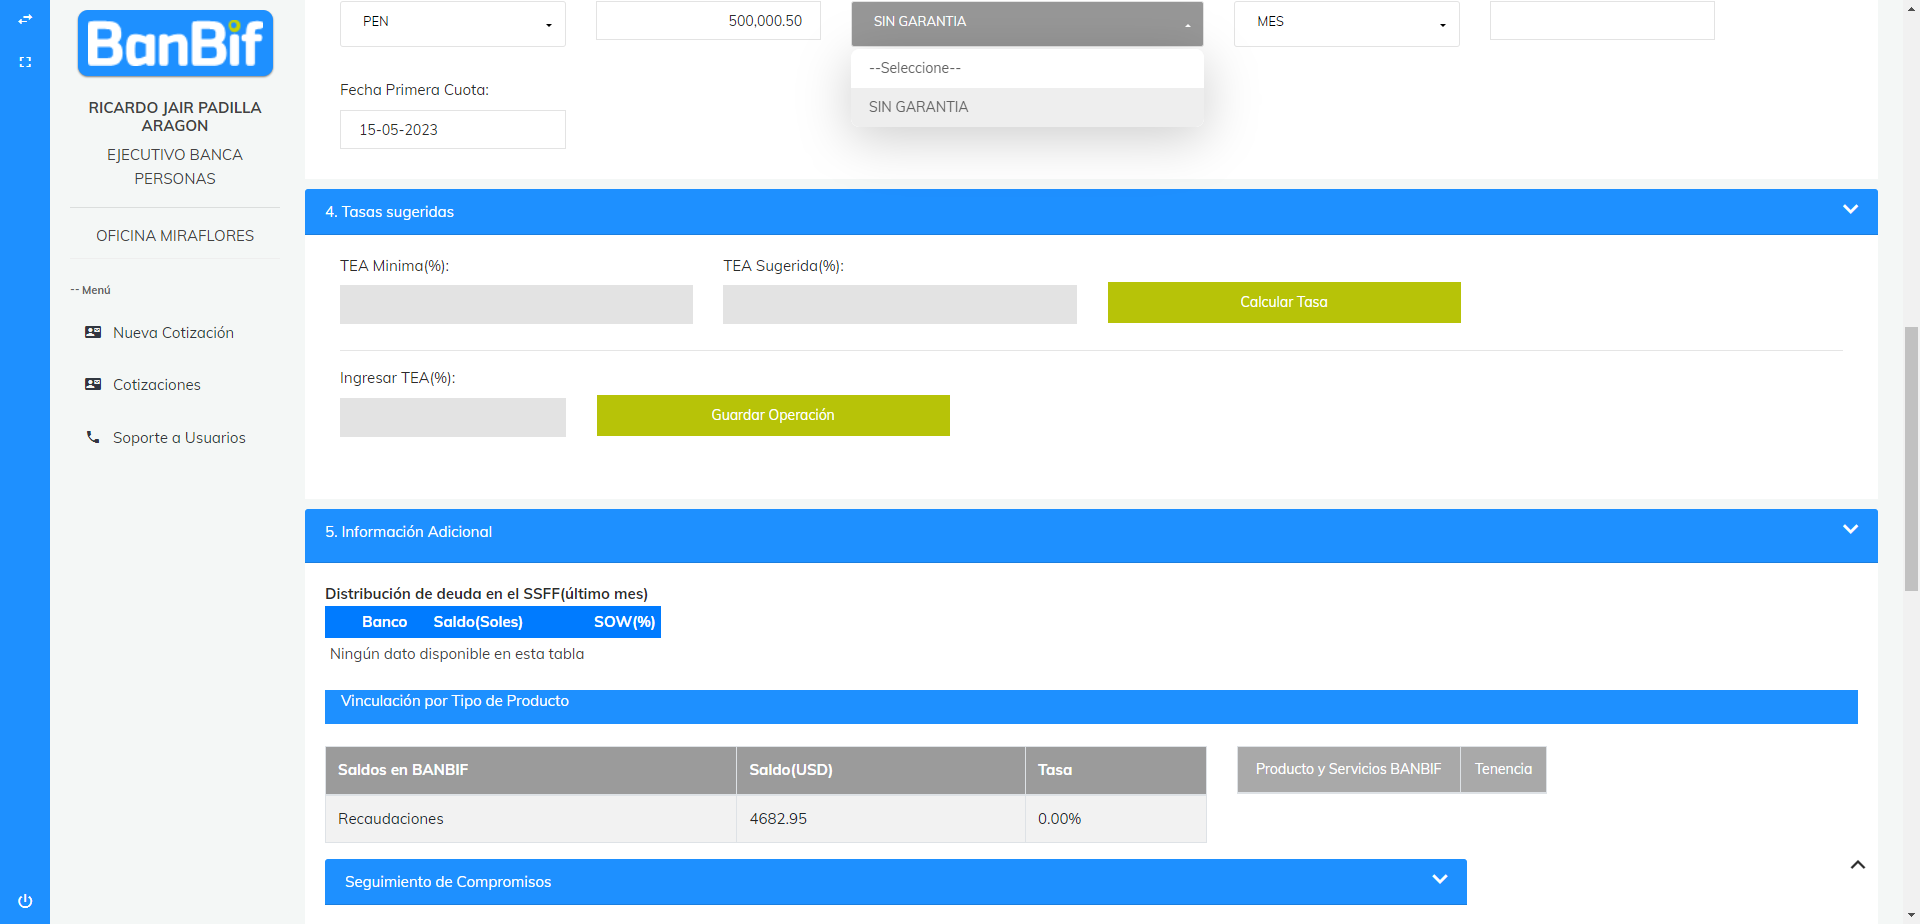 BanBif
RICARDO JAIR PADILLA
ARAGON
EJECUTIVO BANCA
PERSONAS
OFICINA MIRAFLORES
-- Menú
Nueva Cotización
Cotizaciones
Soporte a Usuarios
PEN
500,000.50
SIN GARANTIA
MES
--Seleccione--
SIN GARANTIA
Fecha Primera Cuota:
15-05-2023
4. Tasas sugeridas
TEA Minima(%):
TEA Sugerida(%):
Calcular Tasa
Ingresar TEA(%):
Guardar Operación
5. Información Adicional
Distribución de deuda en el SSFF(último mes)
Banco Saldo(Soles) SOW(%)
Ningún dato disponible en esta tabla
Vinculación por Tipo de Producto
Saldos en BANBIF Saldo(USD) Tasa
Recaudaciones 4682.95 0.00%
Producto y Servicios BANBIF Tenencia
Seguimiento de Compromisos